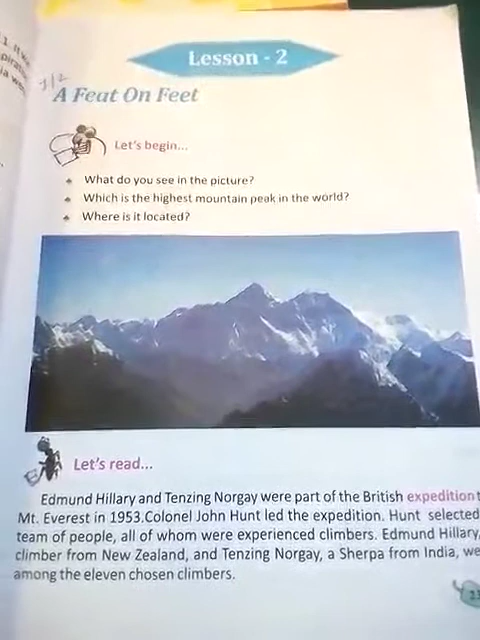 Lesson - 2
A Feat On Feet
Let's begin...
What do you see in the picture?
Which is the highest mountain peak in the world?
Where is it located?
Let's read...
Edmund Hillary and Tenzing Norgay were part of the British expedition
Mt. Everest in 1953.Colonel John Hunt led the expedition. Hunt selected
team of people, all of whom were experienced climbers. Edmund Hillary,
climber from New Zealand, and Tenzing Norgay, a Sherpa from India, we
among the eleven chosen climbers.